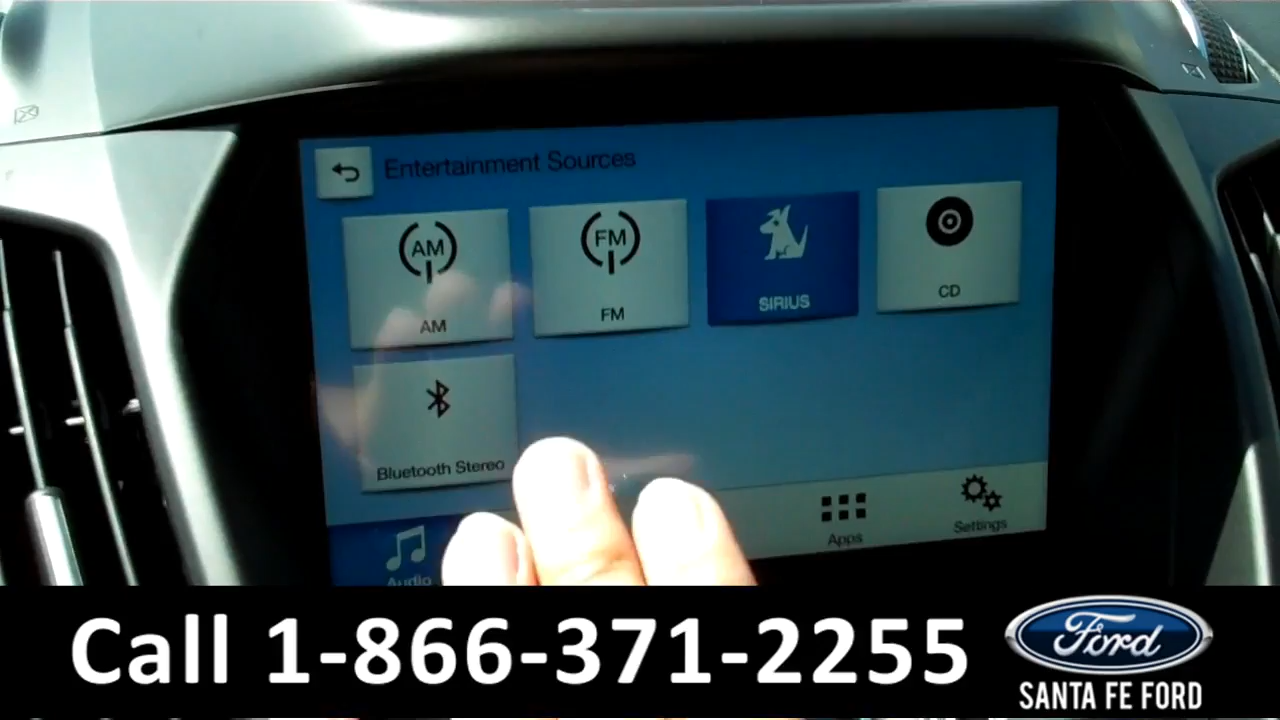 Entertainment Sources
AM
AM
FM
FM
SIRIUS
CD
Bluetooth Stereo
Audio
Apps
Settings
Call 1-866-371-2255
Ford
SANTA FE FORD